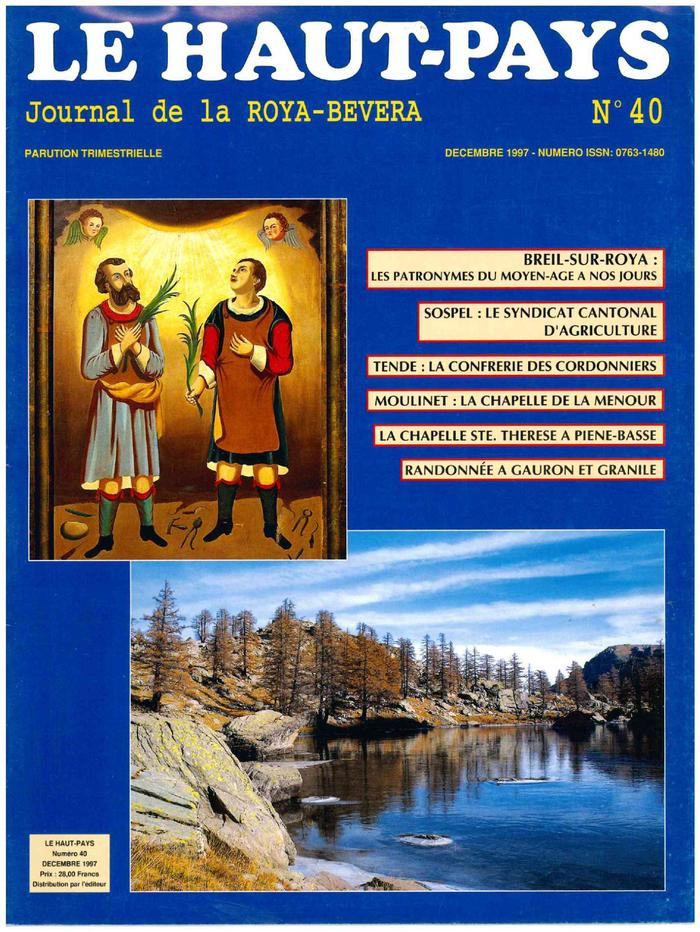 LE HAUT-PAYS
Journal de la ROYA-BEVERA
N° 40
PARUTION TRIMESTRIELLE
DECEMBRE 1997 - NUMERO ISSN: 0763-1480
BREIL-SUR-ROYA :
LES PATRONYMES DU MOYEN-AGE A NOS JOURS
SOSPEL : LE SYNDICAT CANTONAL
D'AGRICULTURE
TENDE : LA CONFRERIE DES CORDONNIERS
MOULINET : LA CHAPELLE DE LA MENOUR
LA CHAPELLE STE. THERESE A PIENE-BASSE
RANDONNÉE A GAURON ET GRANILE
LE HAUT-PAYS
Numéro 40
DECEMBRE 1997
Prix : 28,00 Francs
Distribution par l'éditeur